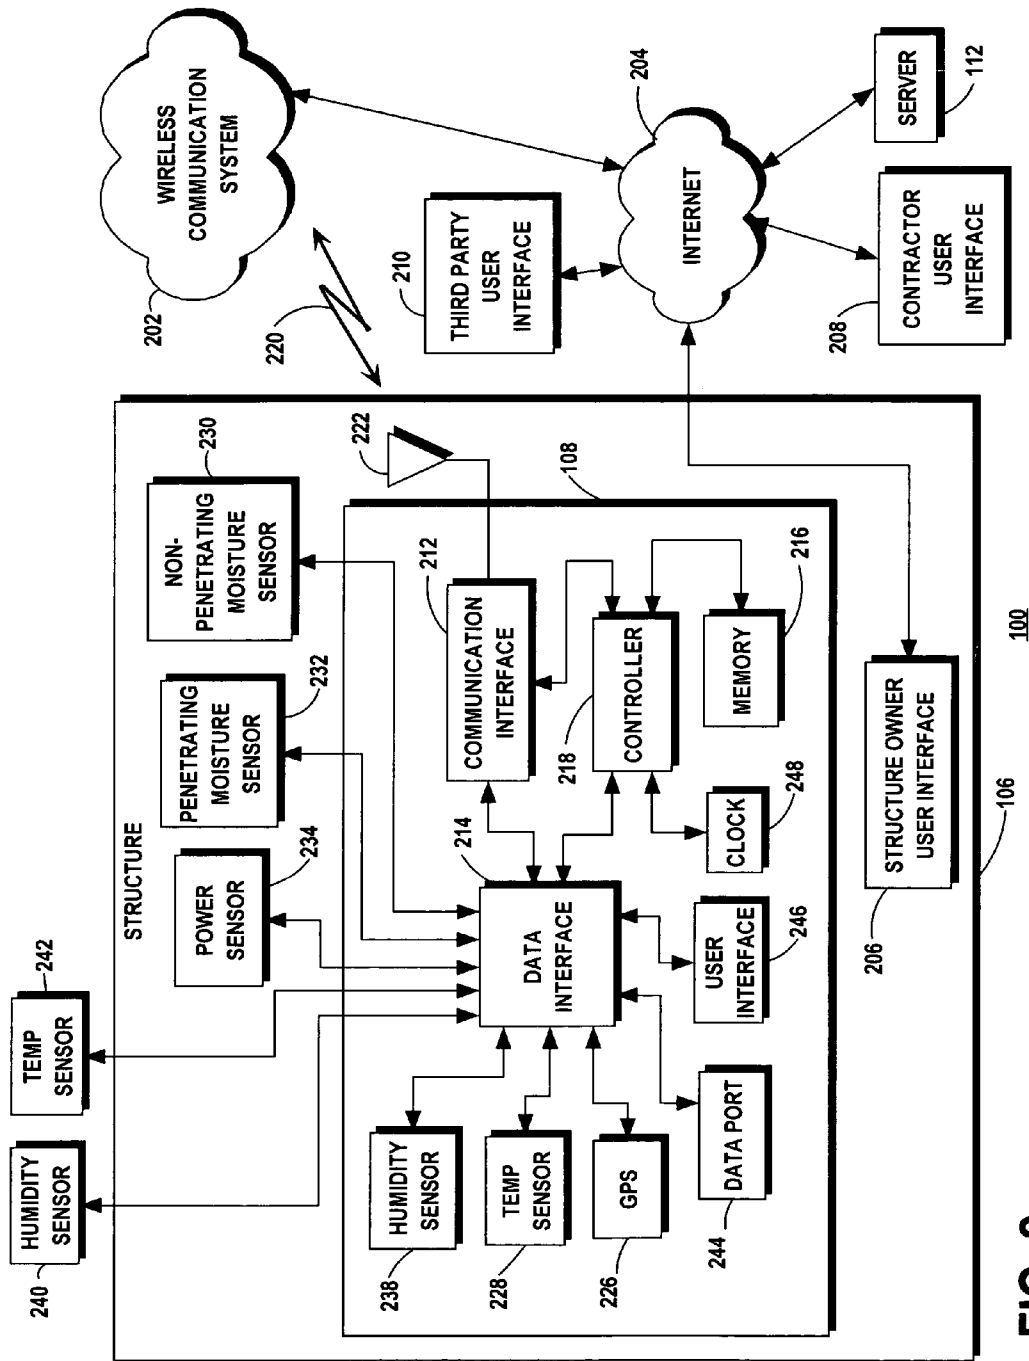 HUMIDITY
SENSOR
240
TEMP
SENSOR
242
STRUCTURE
POWER
SENSOR
234
PENETRATING
MOISTURE
SENSOR
232
NON-
PENETRATING
MOISTURE
SENSOR
230
WIRELESS
COMMUNICATION
SYSTEM
202
220
222
108
HUMIDITY
SENSOR
238
TEMP
SENSOR
228
GPS
226
DATA PORT
244
DATA
INTERFACE
214
USER
INTERFACE
246
COMMUNICATION
INTERFACE
212
CONTROLLER
218
CLOCK
248
MEMORY
216
THIRD PARTY
USER
INTERFACE
210
INTERNET
204
SERVER
112
CONTRACTOR
USER
INTERFACE
208
STRUCTURE OWNER
USER INTERFACE
206
106
100
FIG.